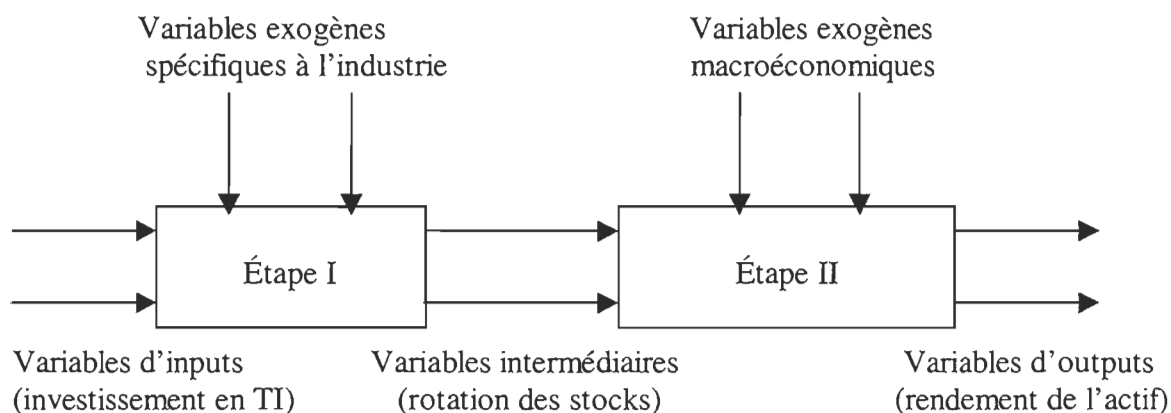 Variables exogènes
spécifiques à l'industrie
Variables exogènes
macroéconomiques
Étape I
Étape II
Variables d'inputs
(investissement en TI)
Variables intermédiaires
(rotation des stocks)
Variables d'outputs
(rendement de l'actif)